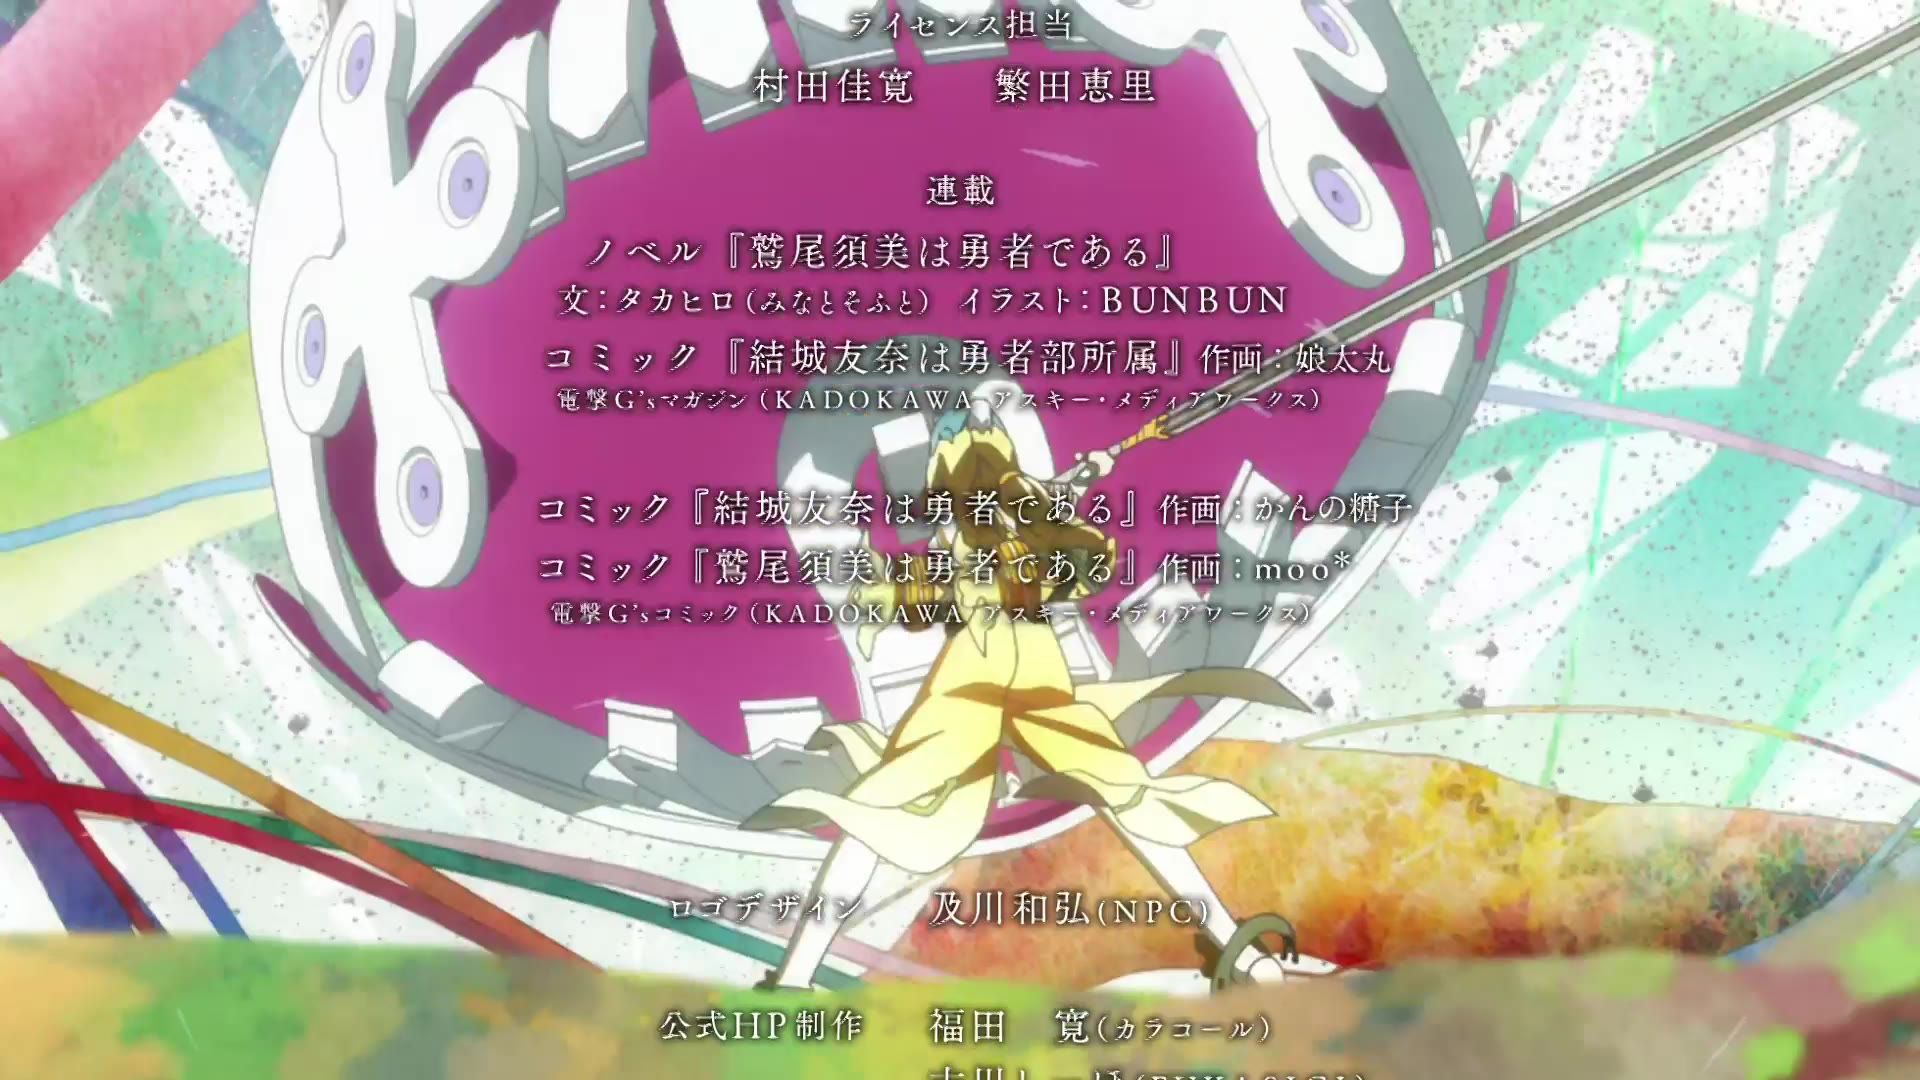 ライセンス担当
村田佳寛　繁田恵里
連載
ノベル『鷲尾須美は勇者である』
文：タカヒロ（みなとそふと）　イラスト：BUNBUN
コミック『結城友奈は勇者部所属』作画：娘太丸
電撃G'sマガジン（KADOKAWA アスキー・メディアワークス）
コミック『結城友奈は勇者である』作画：かんの糖子
コミック『鷲尾須美は勇者である』作画：moo*
電撃G'sコミック（KADOKAWA アスキー・メディアワークス）
ロゴデザイン　及川和弘(NPC)
公式HP制作　福田　寛(カラコール)